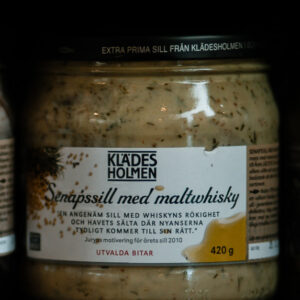 EXTRA PRIMA SILL FRÅN KLÄDESHOLMEN
KLÄDES
HOLMEN
Senapssill med maltwhisky
"EN ANGENÄM SILL MED WHISKYNS RÖKIGHET
OCH HAVETS SÄLTA DÄR NYANSERNA
TYDLIGT KOMMER TILL SIN RÄTT."
Juryns motivering för årets sill 2010
UTVALDA BITAR
420 g